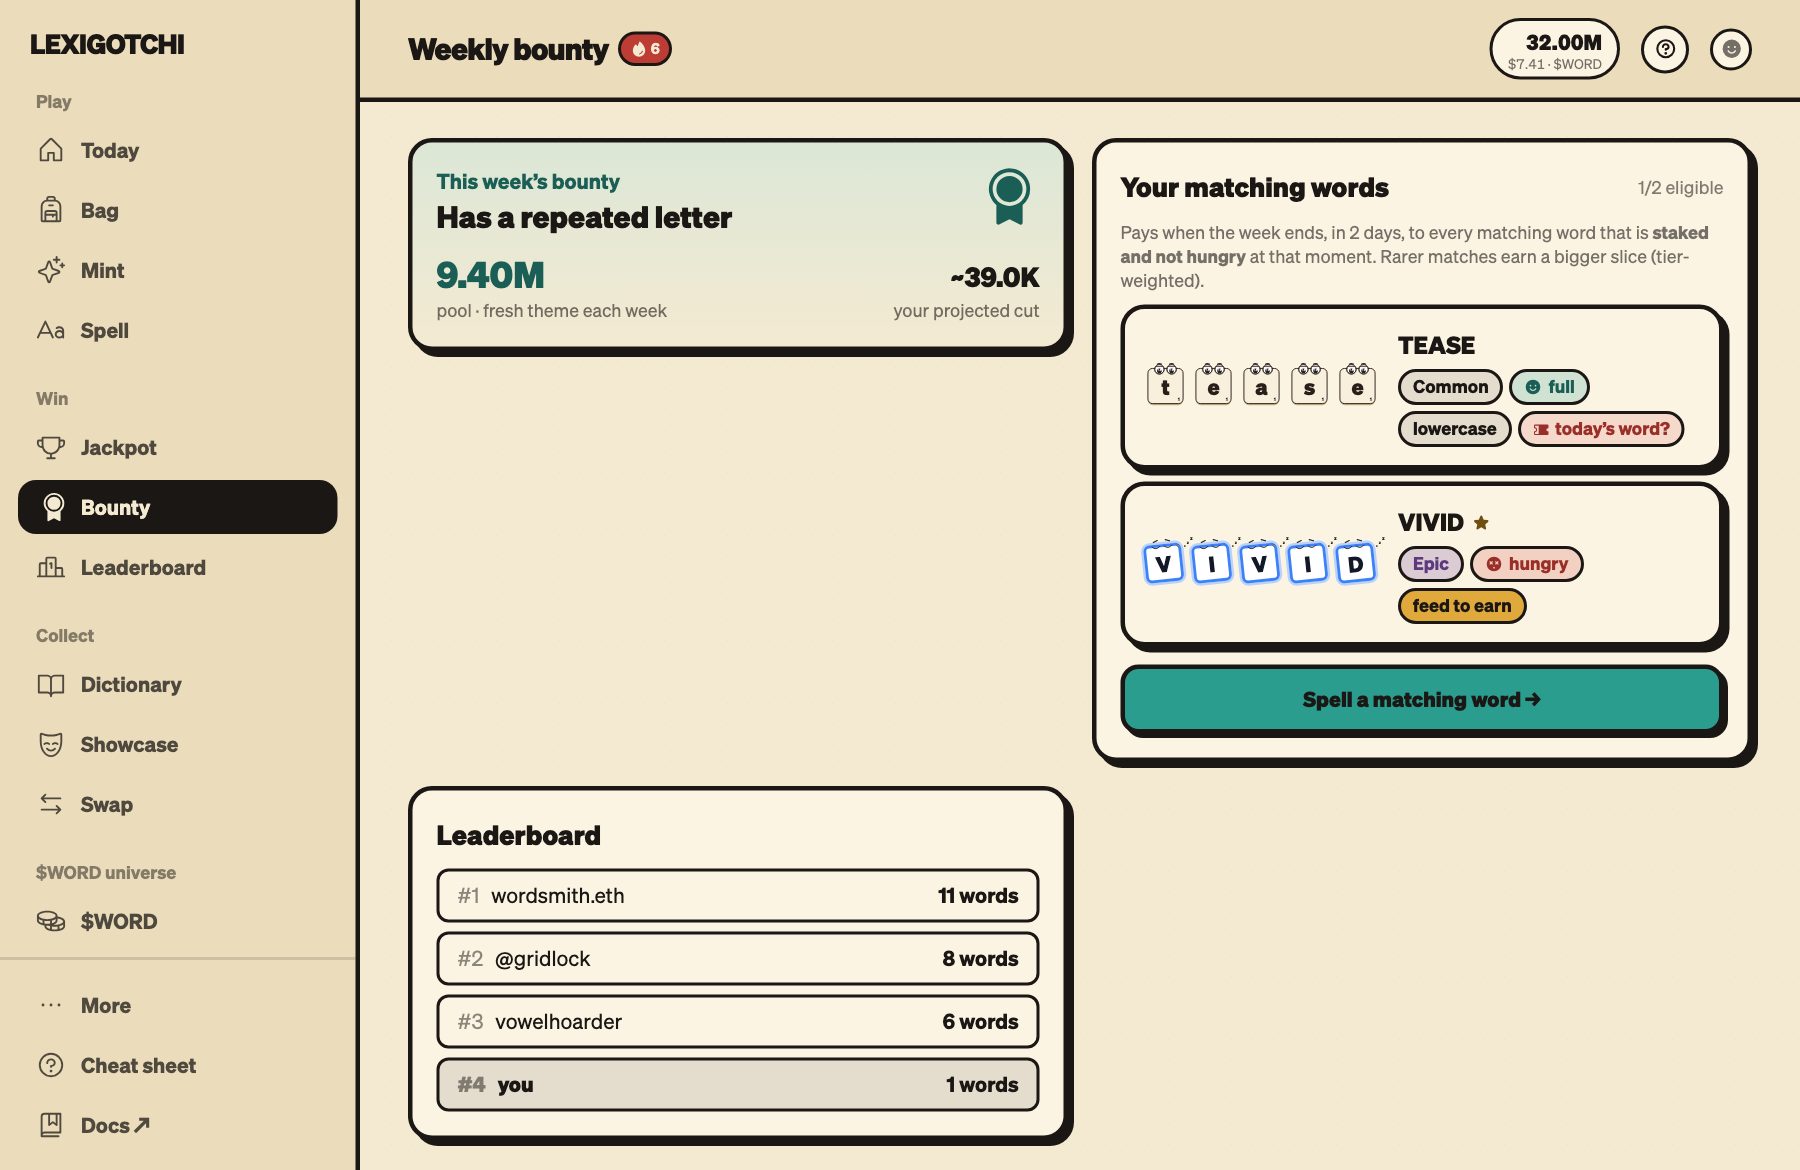 LEXIGOTCHI
Play
Today
Bag
Mint
Aa Spell
Win
Jackpot
Bounty
Leaderboard
Collect
Dictionary
Showcase
Swap
$WORD universe
$WORD
More
Cheat sheet
Docs↗
Weekly bounty 6
32.00M
$7.41 · $WORD
This week's bounty
Has a repeated letter
9.40M
pool · fresh theme each week
~39.0K
your projected cut
Your matching words
1/2 eligible
Pays when the week ends, in 2 days, to every matching word that is staked
and not hungry at that moment. Rarer matches earn a bigger slice (tier-
weighted).
t e a s e
TEASE
Common full
lowercase today's word?
V I V I D
VIVID
Epic hungry
feed to earn
Spell a matching word →
Leaderboard
#1 wordsmith.eth 11 words
#2 @gridlock 8 words
#3 vowelhoarder 6 words
#4 you 1 words